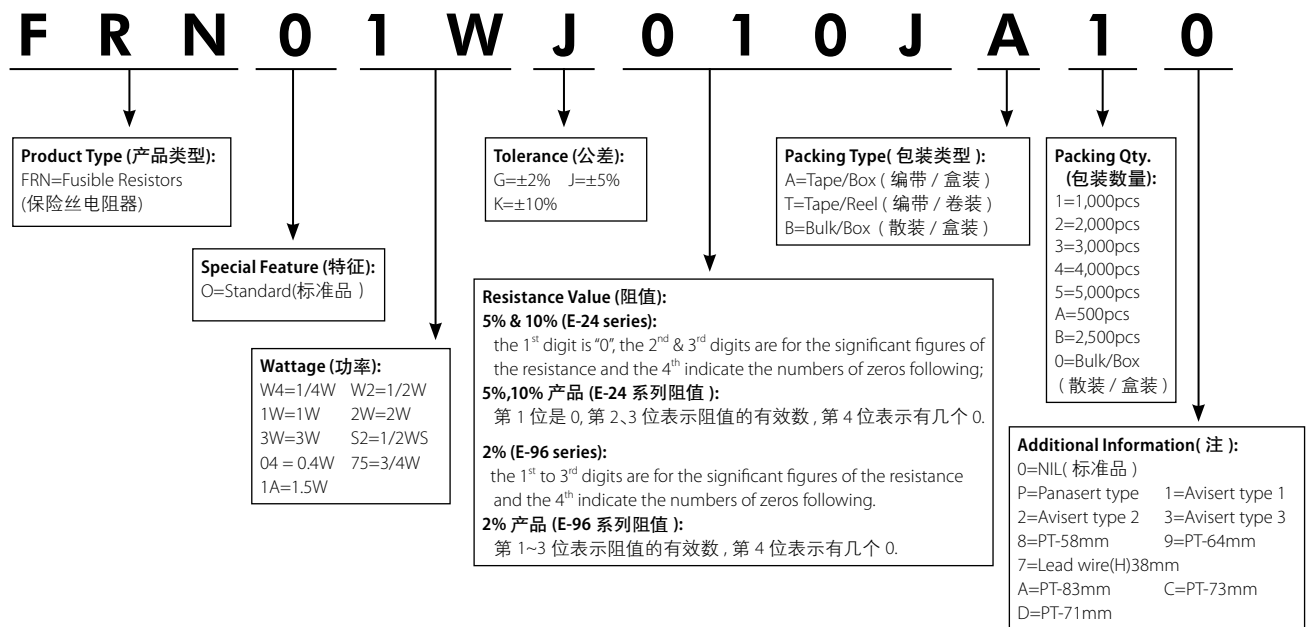 F R N 0 1 W J 0 1 0 J A 1 0
Product Type (产品类型):
FRN=Fusible Resistors
(保险丝电阻器)
Special Feature (特征):
O=Standard(标准品 )
Wattage (功率):
W4=1/4W W2=1/2W
1W=1W 2W=2W
3W=3W S2=1/2WS
04 = 0.4W 75=3/4W
1A=1.5W
Tolerance (公差):
G=±2% J=±5%
K=±10%
Resistance Value (阻值):
5% & 10% (E-24 series):
the 1st digit is "0", the 2nd & 3rd digits are for the significant figures of
the resistance and the 4th indicate the numbers of zeros following;
5%,10% 产品 (E-24 系列阻值 ):
第 1 位是 0, 第 2、3 位表示阻值的有效数 , 第 4 位表示有几个 0.
2% (E-96 series):
the 1st to 3rd digits are for the significant figures of the resistance
and the 4th indicate the numbers of zeros following.
2% 产品 (E-96 系列阻值 ):
第 1~3 位表示阻值的有效数 , 第 4 位表示有几个 0.
Packing Type( 包装类型 ):
A=Tape/Box ( 编带 / 盒装 )
T=Tape/Reel ( 编带 / 卷装 )
B=Bulk/Box ( 散装 / 盒装 )
Packing Qty.
(包装数量):
1=1,000pcs
2=2,000pcs
3=3,000pcs
4=4,000pcs
5=5,000pcs
A=500pcs
B=2,500pcs
0=Bulk/Box
( 散装 / 盒装 )
Additional Information( 注 ):
0=NIL( 标准品 )
P=Panasert type 1=Avisert type 1
2=Avisert type 2 3=Avisert type 3
8=PT-58mm 9=PT-64mm
7=Lead wire(H)38mm
A=PT-83mm C=PT-73mm
D=PT-71mm